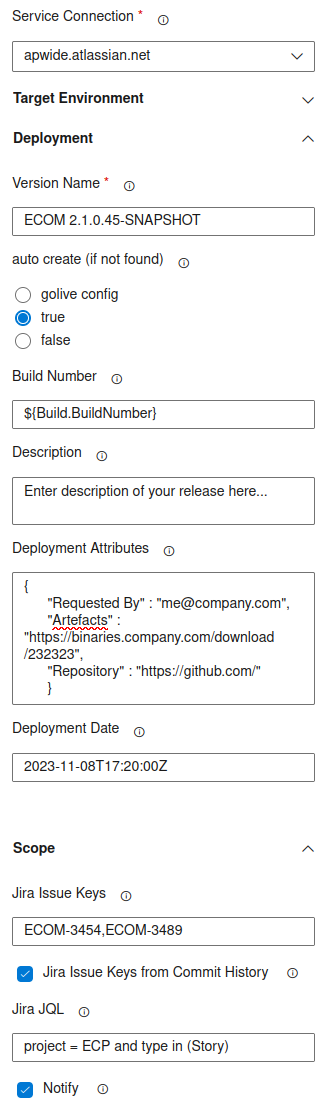 Service Connection *
apwide.atlassian.net
Target Environment
Deployment
Version Name *
ECOM 2.1.0.45-SNAPSHOT
auto create (if not found)
golive config
true
false
Build Number
${Build.BuildNumber}
Description
Enter description of your release here...
Deployment Attributes
{
"Requested By" : "me@company.com",
"Artefacts" :
"https://binaries.company.com/download
/232323",
"Repository" : "https://github.com/"
}
Deployment Date
2023-11-08T17:20:00Z
Scope
Jira Issue Keys
ECOM-3454,ECOM-3489
Jira Issue Keys from Commit History
Jira JQL
project = ECP and type in (Story)
Notify